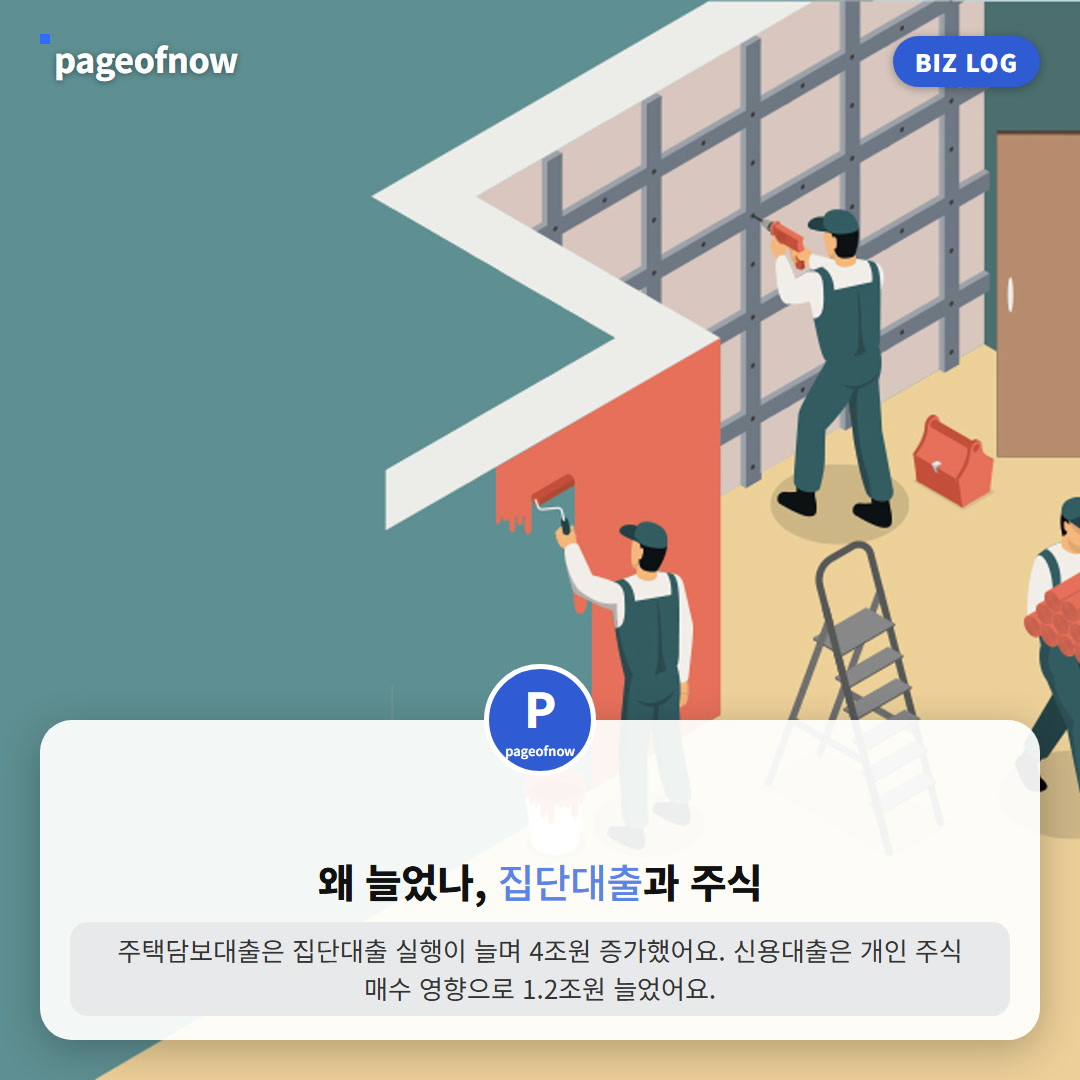 pageofnow
BIZ LOG
P
pageofnow
왜 늘었나, 집단대출과 주식
주택담보대출은 집단대출 실행이 늘며 4조원 증가했어요. 신용대출은 개인 주식
매수 영향으로 1.2조원 늘었어요.